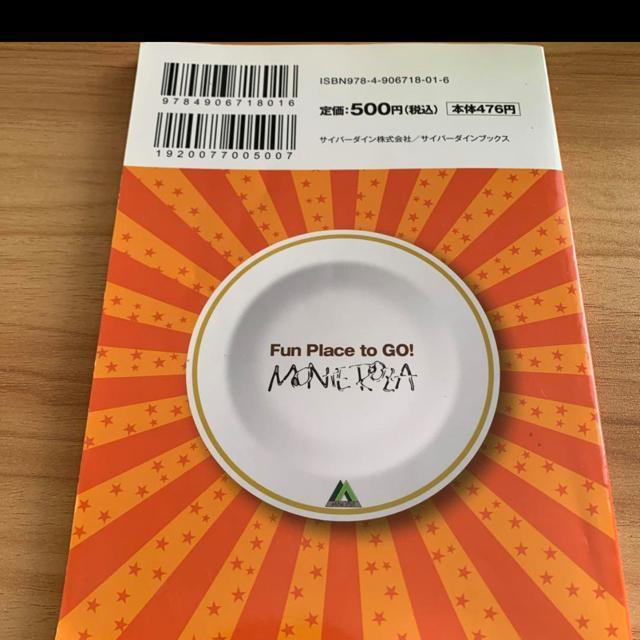 ISBN978-4-906718-01-6
9784906718016
定価:500円(税込) 本体476円
1920077005007
サイバーダイン株式会社/サイバーダインブックス
Fun Place to GO!
MONTEROZA